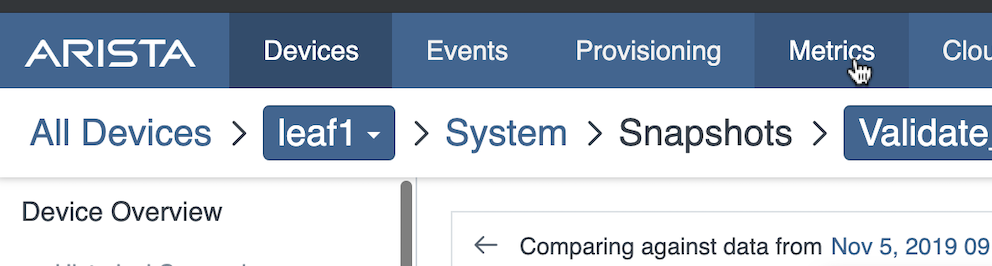 ARISTA Devices Events Provisioning Metrics
All Devices > leaf1 > System > Snapshots > Validate_
Device Overview
← Comparing against data from Nov 5, 2019 09